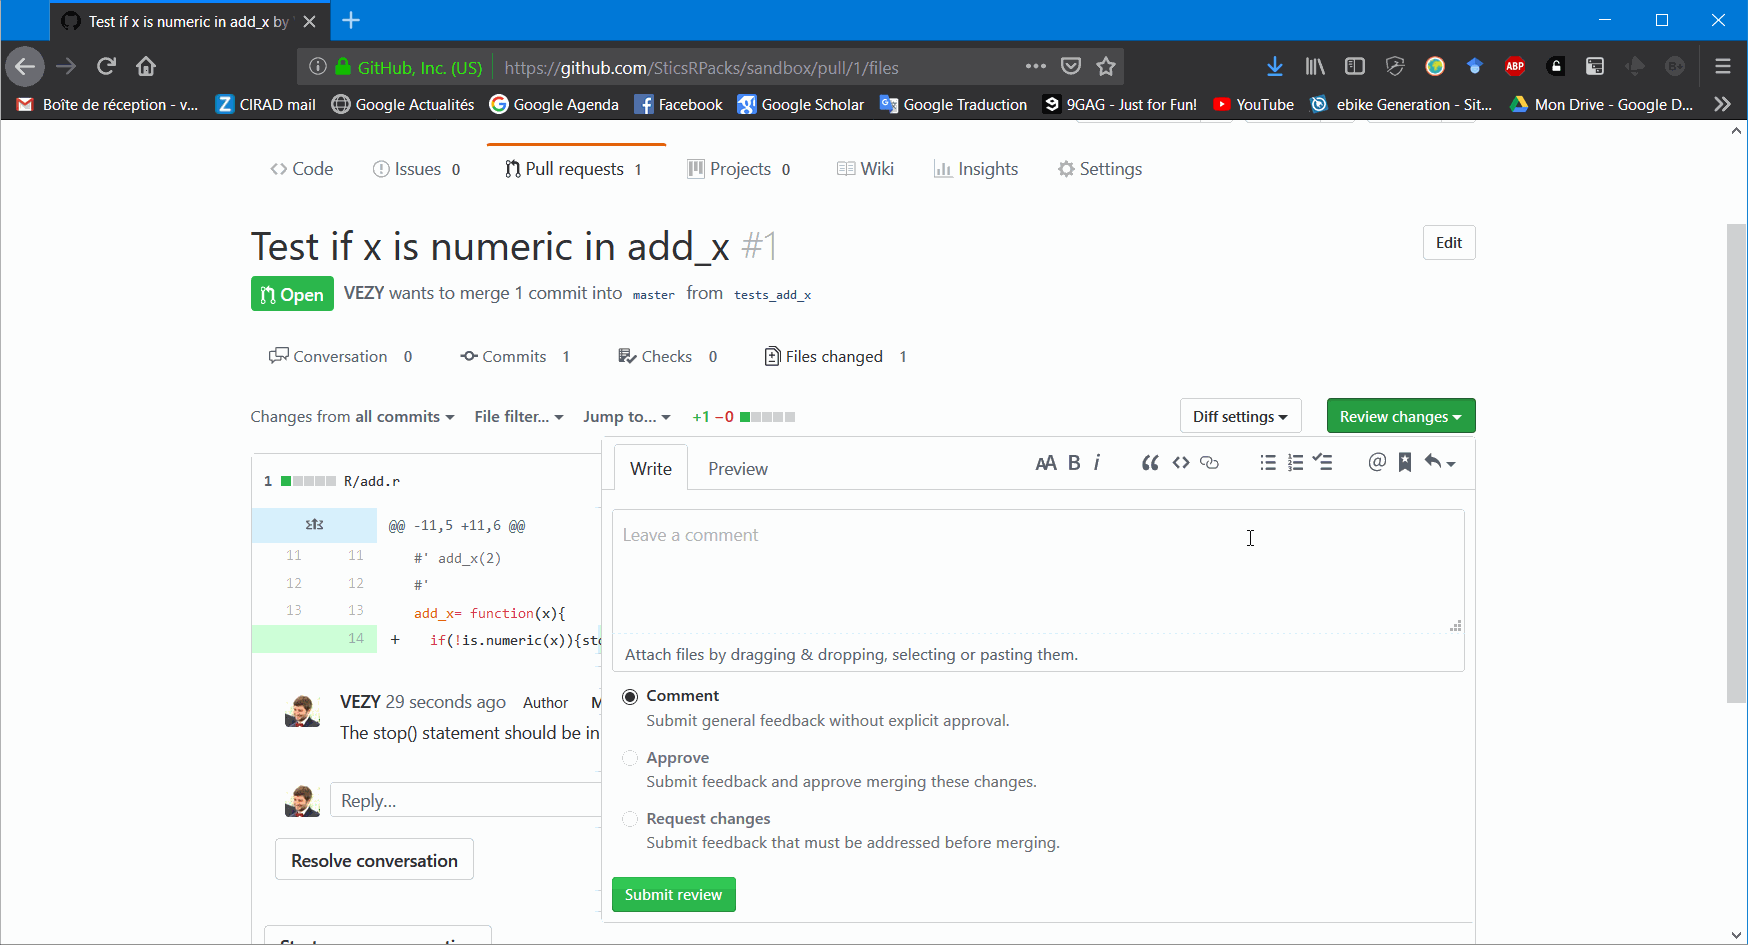 Test if x is numeric in add_x by
GitHub, Inc. (US) https://github.com/SticsRPacks/sandbox/pull/1/files
ABP
Boîte de réception - v... CIRAD mail Google Actualités Google Agenda Facebook Google Scholar Google Traduction 9GAG - Just for Fun! YouTube ebike Generation - Sit... Mon Drive - Google D...
Code Issues 0 Pull requests 1 Projects 0 Wiki Insights Settings
Test if x is numeric in add_x #1
Edit
Open VEZY wants to merge 1 commit into master from tests_add_x
Conversation 0 Commits 1 Checks 0 Files changed 1
Changes from all commits File filter... Jump to... +1 −0 Diff settings Review changes
Write Preview
1 R/add.r
Leave a comment
@@ -11,5 +11,6 @@
11 11 #' add_x(2)
12 12 #'
13 13 add_x= function(x){
14 + if(!is.numeric(x)){sto
Attach files by dragging & dropping, selecting or pasting them.
VEZY 29 seconds ago Author M
The stop() statement should be in
Comment
Submit general feedback without explicit approval.
Approve
Submit feedback and approve merging these changes.
Reply...
Request changes
Submit feedback that must be addressed before merging.
Resolve conversation
Submit review